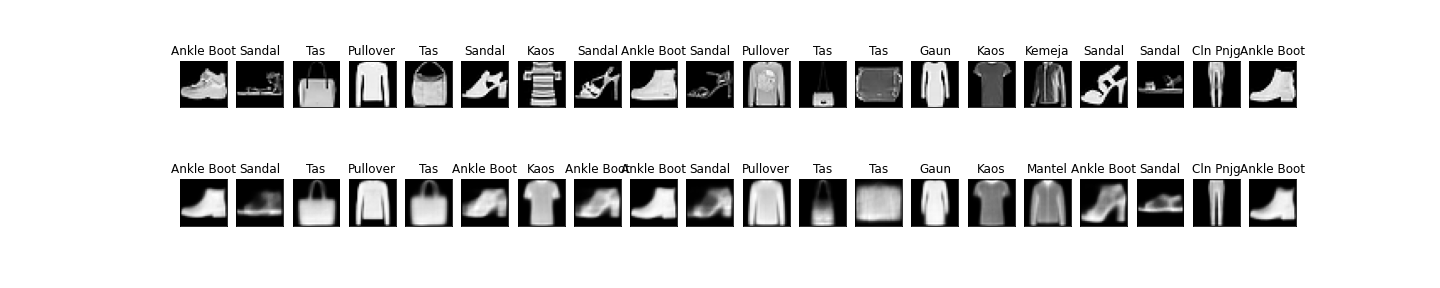 Ankle Boot Sandal Tas Pullover Tas Sandal Kaos Sandal Ankle Boot Sandal Pullover Tas Tas Gaun Kaos Kemeja Sandal Sandal Cln Pnjg Ankle Boot
Ankle Boot Sandal Tas Pullover Tas Ankle Boot Kaos Ankle Boot Ankle Boot Sandal Pullover Tas Tas Gaun Kaos Mantel Ankle Boot Sandal Cln Pnjg Ankle Boot